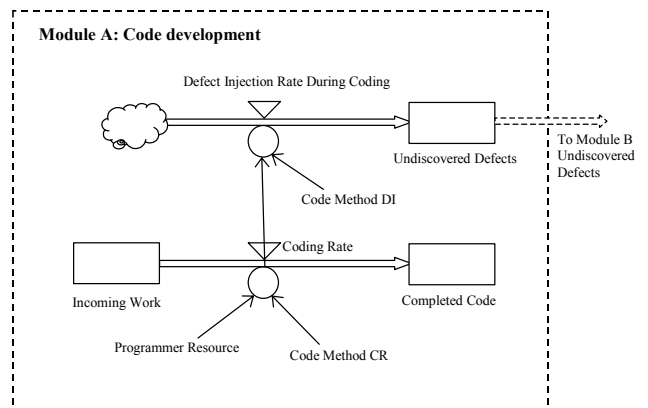 Module A: Code development
Defect Injection Rate During Coding
Undiscovered Defects
To Module B
Undiscovered
Defects
Code Method DI
Coding Rate
Incoming Work
Completed Code
Programmer Resource
Code Method CR